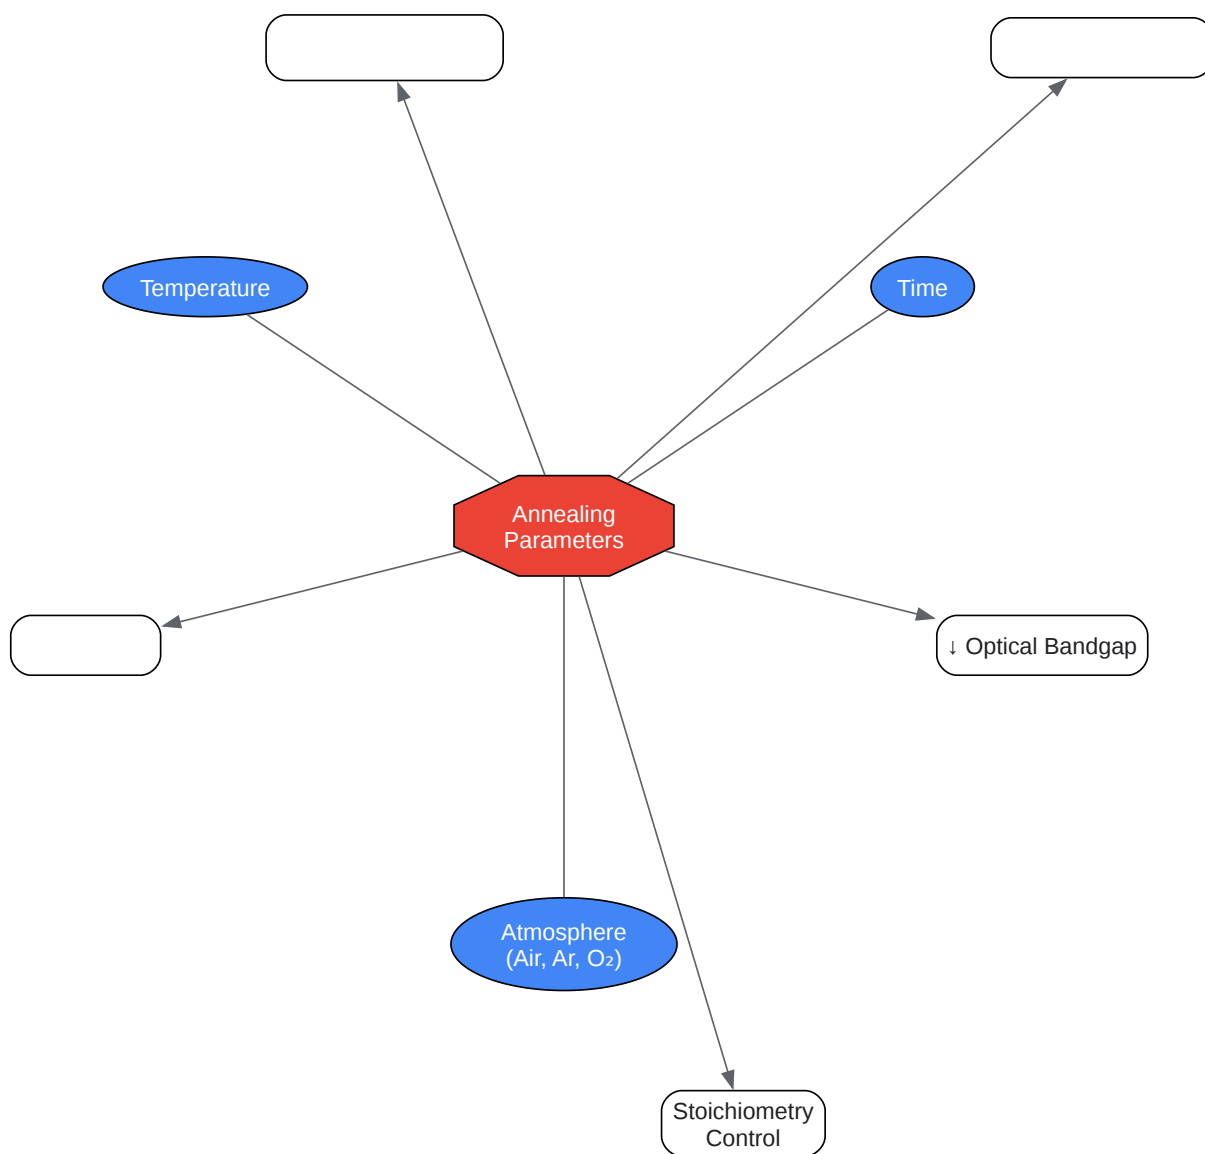 Temperature
Time
Annealing
Parameters
↓ Optical Bandgap
Atmosphere
(Air, Ar, O₂)
Stoichiometry
Control